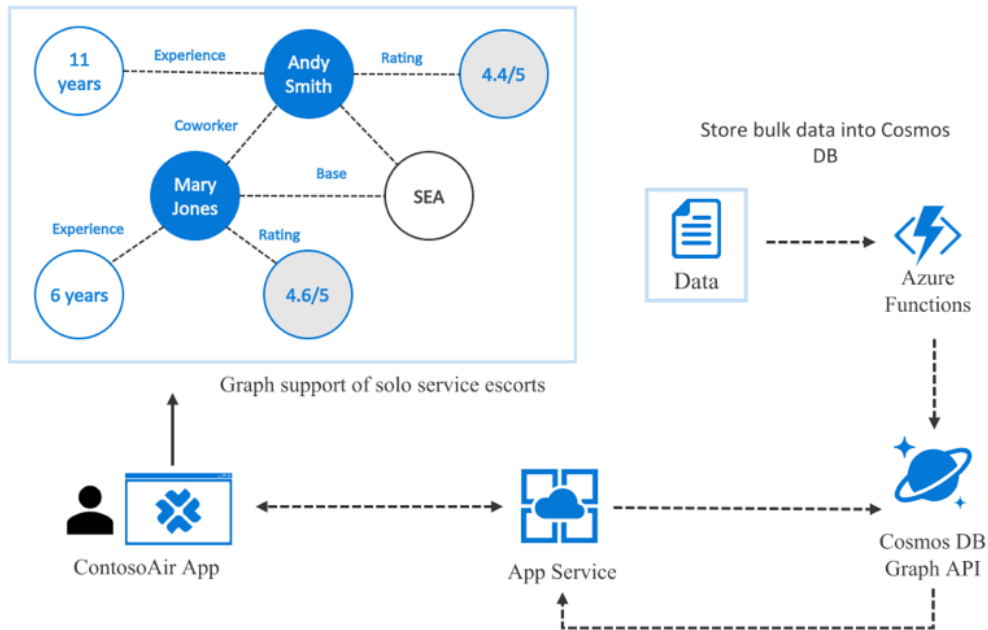 11
years
Experience
Andy
Smith
Rating
4.4/5
Coworker
Mary
Jones
Base
SEA
Experience
Rating
6 years
4.6/5
Graph support of solo service escorts
Store bulk data into Cosmos
DB
Data
Azure
Functions
ContosoAir App
App Service
Cosmos DB
Graph API